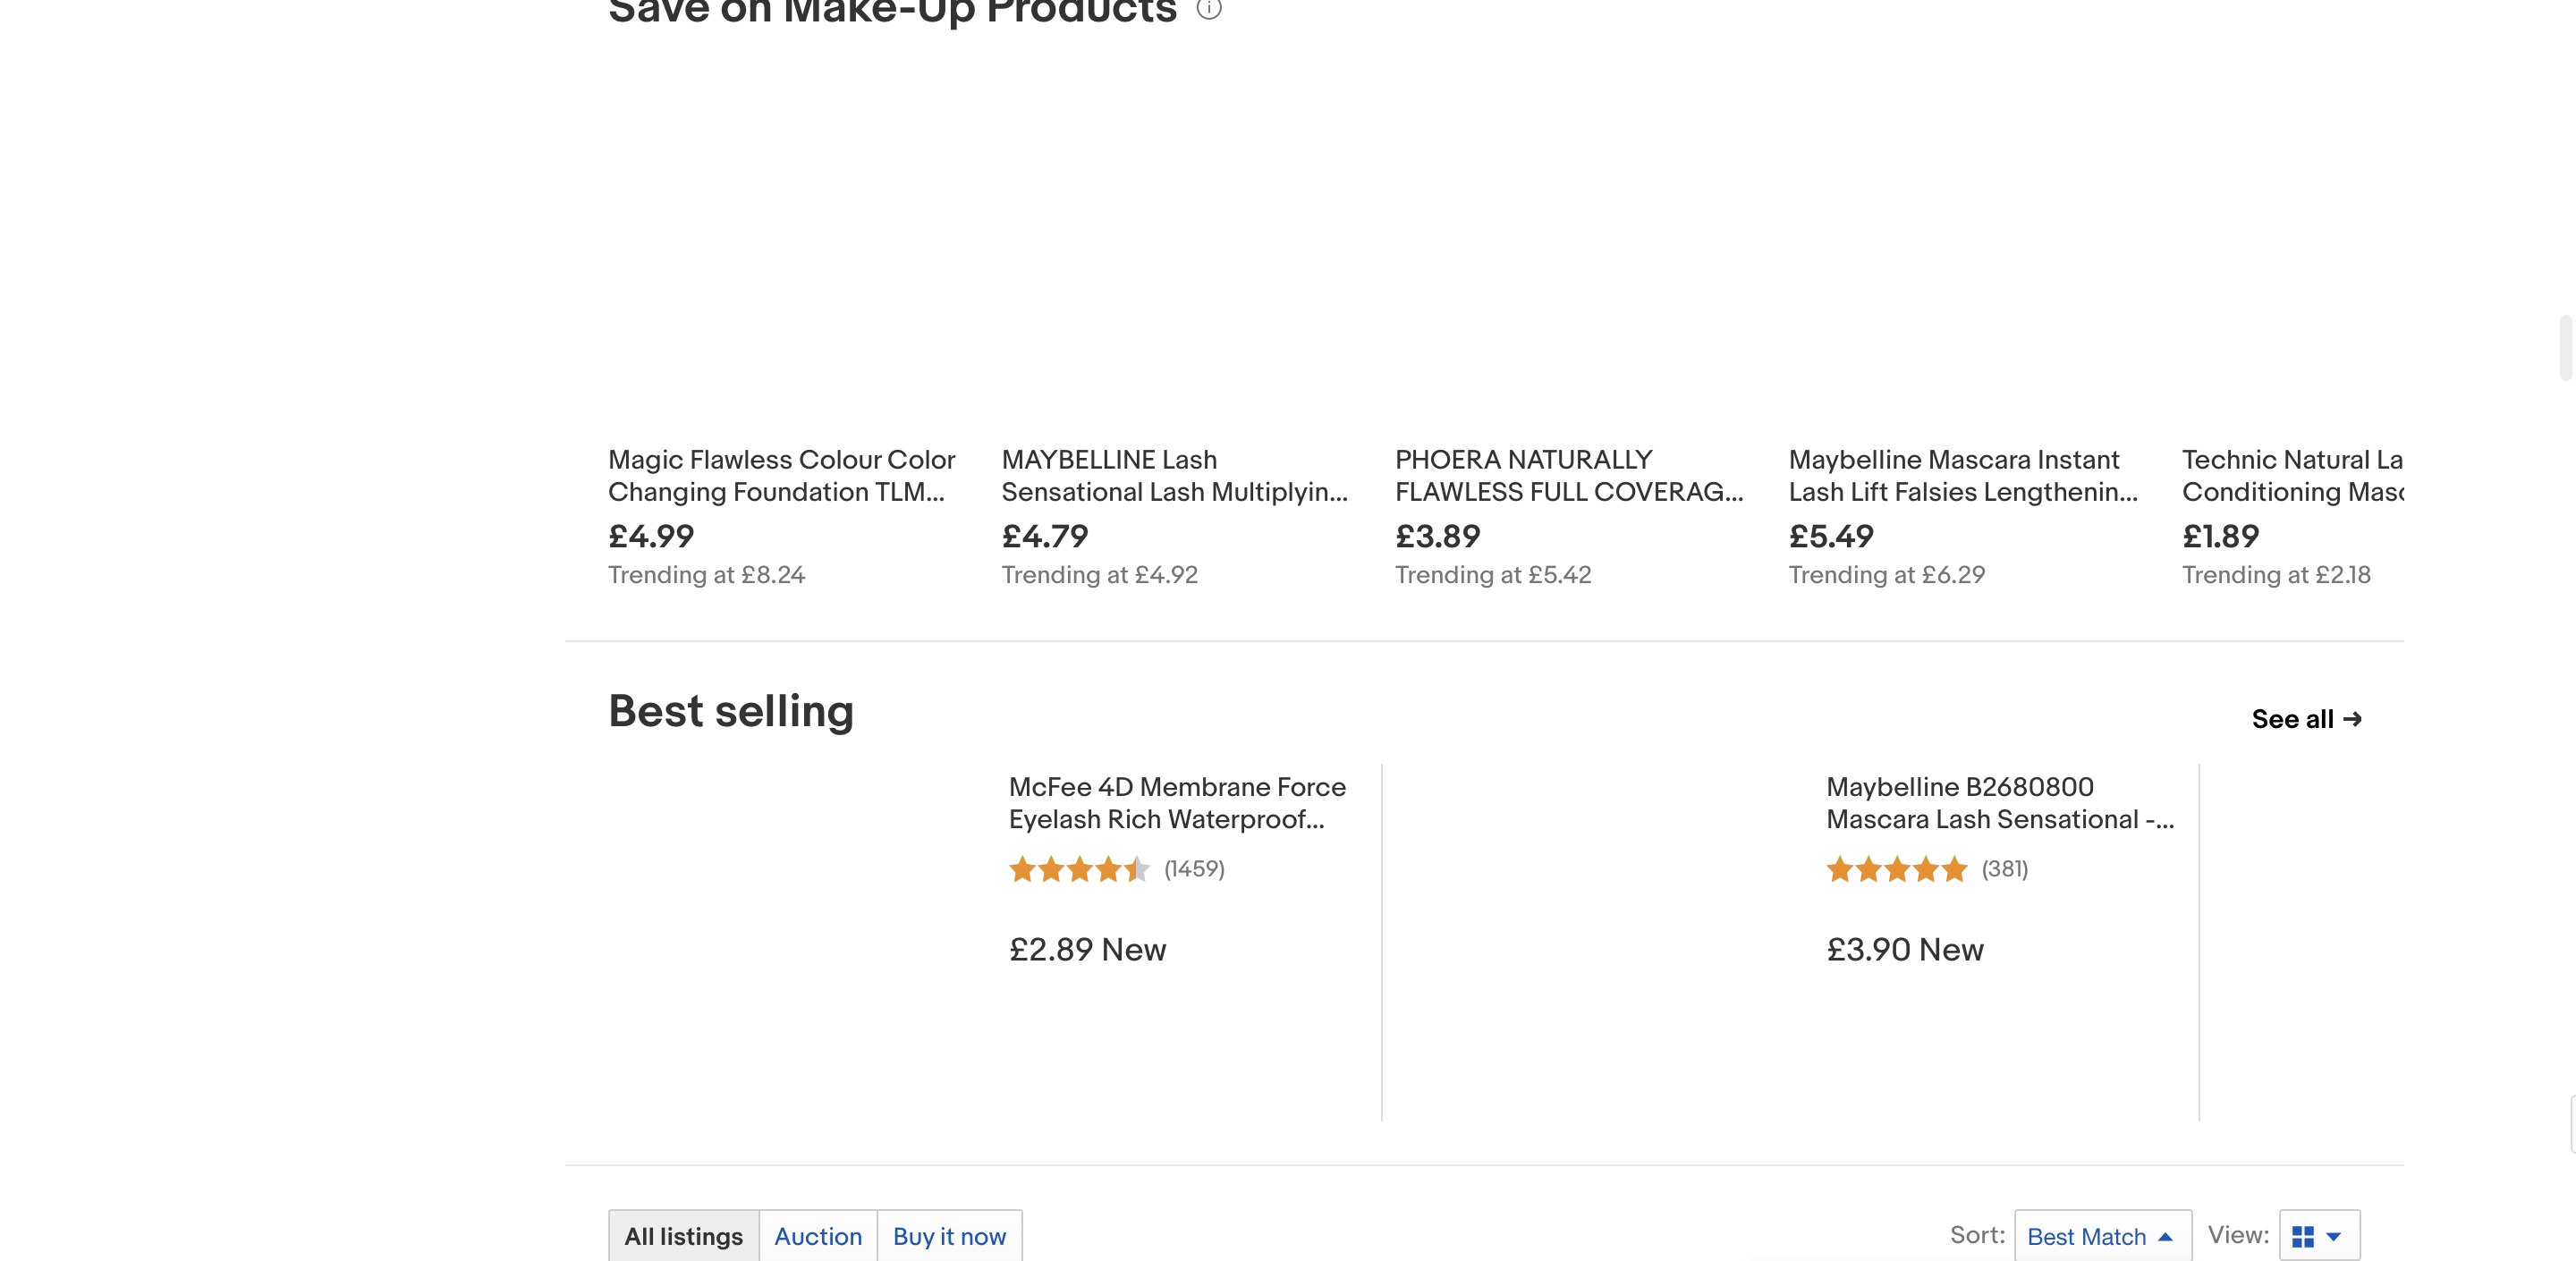 Save on Make-Up Products
Magic Flawless Colour Color
Changing Foundation TLM...
£4.99
Trending at £8.24
MAYBELLINE Lash
Sensational Lash Multiplyin...
£4.79
Trending at £4.92
PHOERA NATURALLY
FLAWLESS FULL COVERAG...
£3.89
Trending at £5.42
Maybelline Mascara Instant
Lash Lift Falsies Lengthenin...
£5.49
Trending at £6.29
Technic Natural La
Conditioning Masc
£1.89
Trending at £2.18
Best selling
See all →
McFee 4D Membrane Force
Eyelash Rich Waterproof...
(1459)
£2.89 New
Maybelline B2680800
Mascara Lash Sensational -...
(381)
£3.90 New
All listings
Auction
Buy it now
Sort:
Best Match
View: